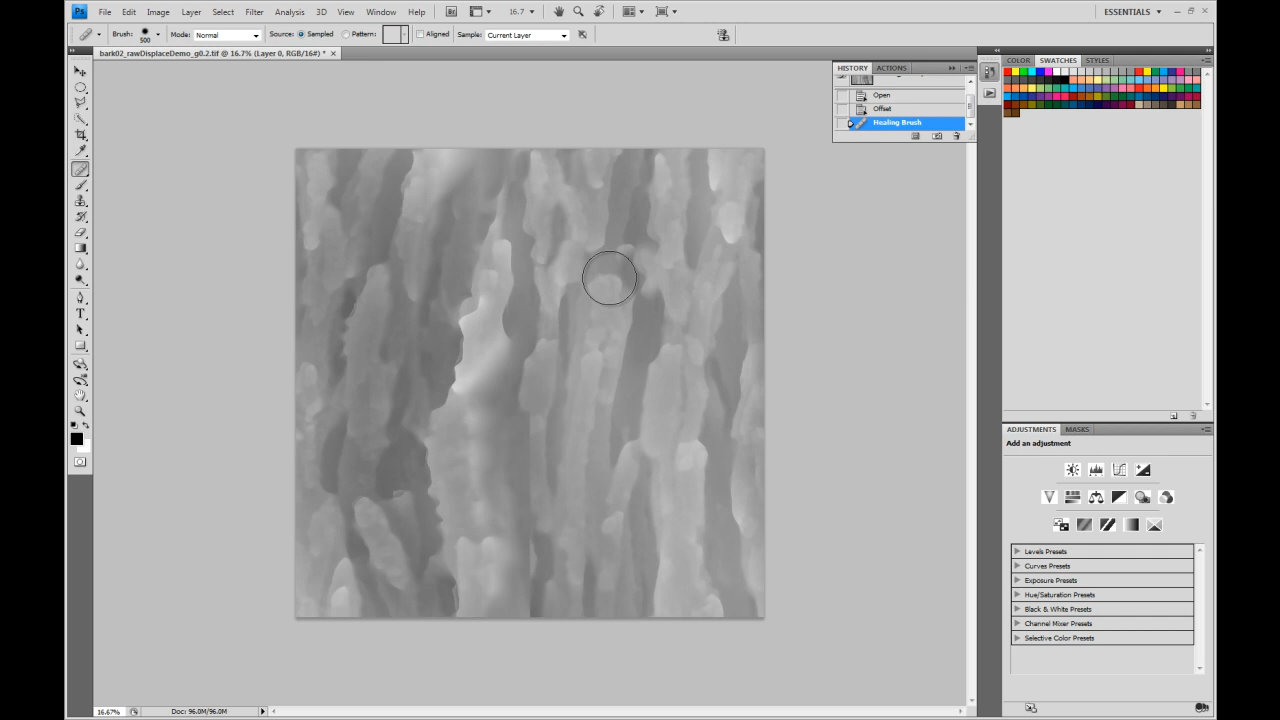 Ps File Edit Image Layer Select Filter Analysis 3D View Window Help Br 16.7 ESSENTIALS
Brush: 500 Mode: Normal Source: Sampled Pattern: Aligned Sample: Current Layer
bark02_rawDisplaceDemo_g0.2.tif @ 16.7% (Layer 0, RGB/16#) *
HISTORY ACTIONS
Open
Offset
Healing Brush
COLOR SWATCHES STYLES
ADJUSTMENTS MASKS
Add an adjustment
Levels Presets
Curves Presets
Exposure Presets
Hue/Saturation Presets
Black & White Presets
Channel Mixer Presets
Selective Color Presets
16.67% Doc: 96.0M/96.0M